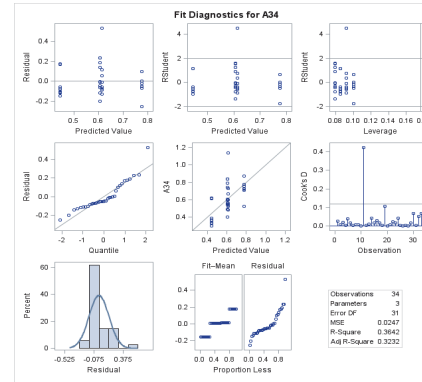 Fit Diagnostics for A34
Residual
0.4
0.2
0.0
-0.2
0.5 0.6 0.7 0.8
Predicted Value
RStudent
4
2
0
-2
0.5 0.6 0.7 0.8
Predicted Value
RStudent
4
2
0
-2
0.08 0.10 0.12 0.14 0.16
Leverage
Residual
0.4
0.2
0.0
-0.2
-2 -1 0 1 2
Quantile
A34
1.2
1.0
0.8
0.6
0.4
0.4 0.6 0.8 1.0 1.2
Predicted Value
Cook's D
0.4
0.3
0.2
0.1
0.0
0 10 20 30
Observation
Percent
60
40
20
0
-0.525 -0.075 0.375
Residual
Fit–Mean Residual
0.4
0.2
0.0
-0.2
0.0 0.4 0.8 0.0 0.4 0.8
Proportion Less
Observations 34
Parameters 3
Error DF 31
MSE 0.0247
R-Square 0.3642
Adj R-Square 0.3232